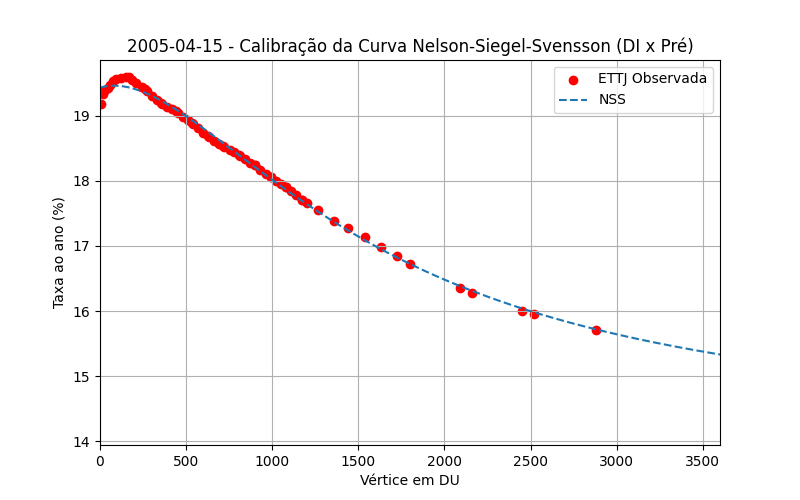 2005-04-15 - Calibração da Curva Nelson-Siegel-Svensson (DI x Pré)
ETTJ Observada
NSS
Taxa ao ano (%)
19
18
17
16
15
14
0 500 1000 1500 2000 2500 3000 3500
Vértice em DU